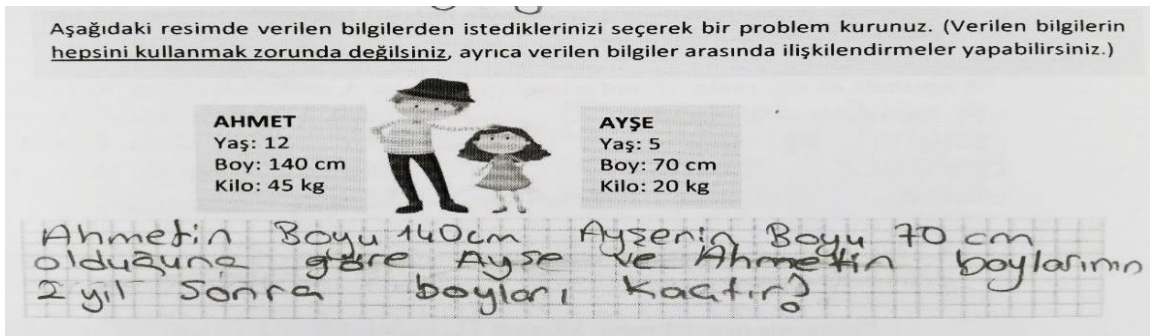 Aşağıdaki resimde verilen bilgilerden istediklerinizi seçerek bir problem kurunuz. (Verilen bilgilerin
hepsini kullanmak zorunda değilsiniz, ayrıca verilen bilgiler arasında ilişkilendirmeler yapabilirsiniz.)
AHMET
Yaş: 12
Boy: 140 cm
Kilo: 45 kg
AYŞE
Yaş: 5
Boy: 70 cm
Kilo: 20 kg
Ahmetin Boyu 140cm Ayşenin Boyu 70 cm
olduğuna göre Ayşe ve Ahmetin boylarının
2 yıl sonra boyları kaçtır?